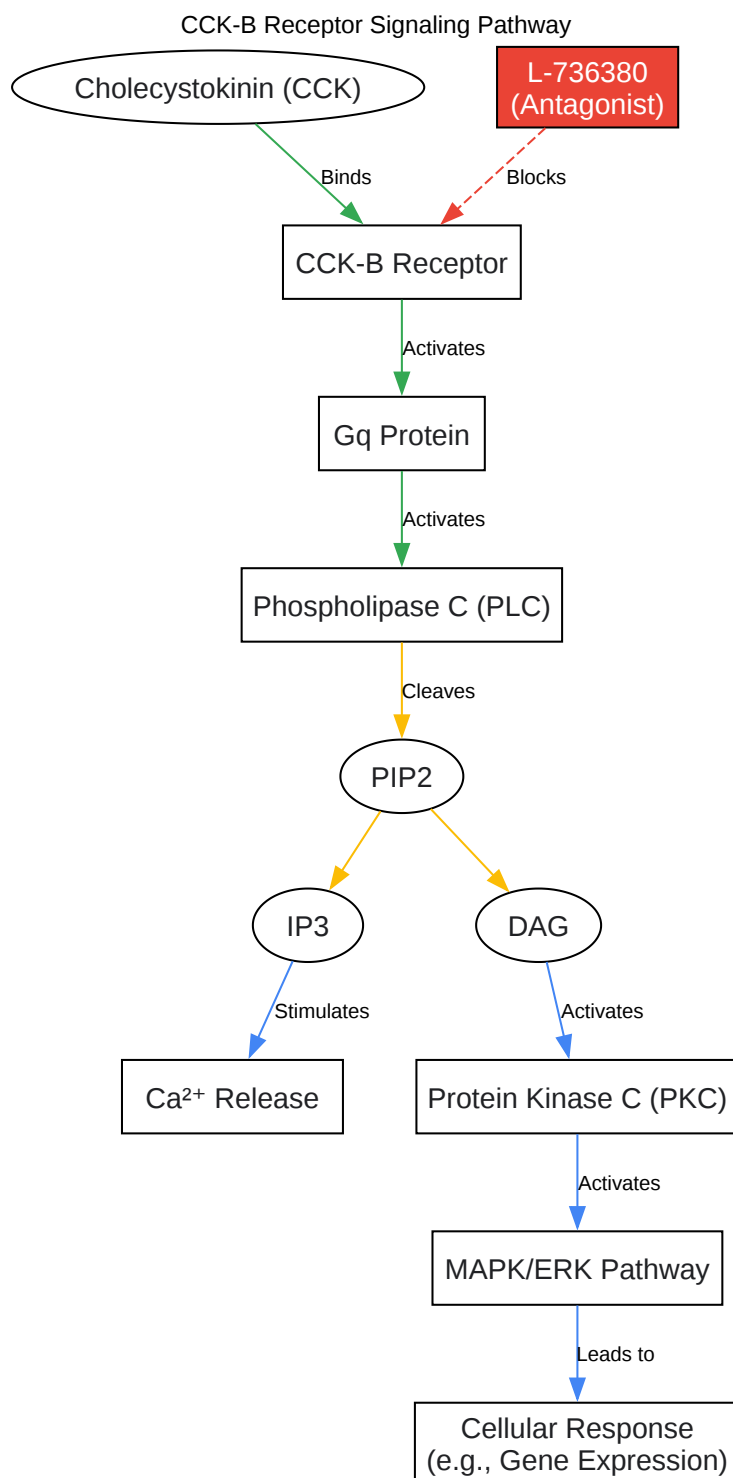 CCK-B Receptor Signaling Pathway
Cholecystokinin (CCK)
L-736380
(Antagonist)
Binds
Blocks
CCK-B Receptor
Activates
Gq Protein
Activates
Phospholipase C (PLC)
Cleaves
PIP2
IP3
DAG
Stimulates
Activates
Ca²⁺ Release
Protein Kinase C (PKC)
Activates
MAPK/ERK Pathway
Leads to
Cellular Response
(e.g., Gene Expression)